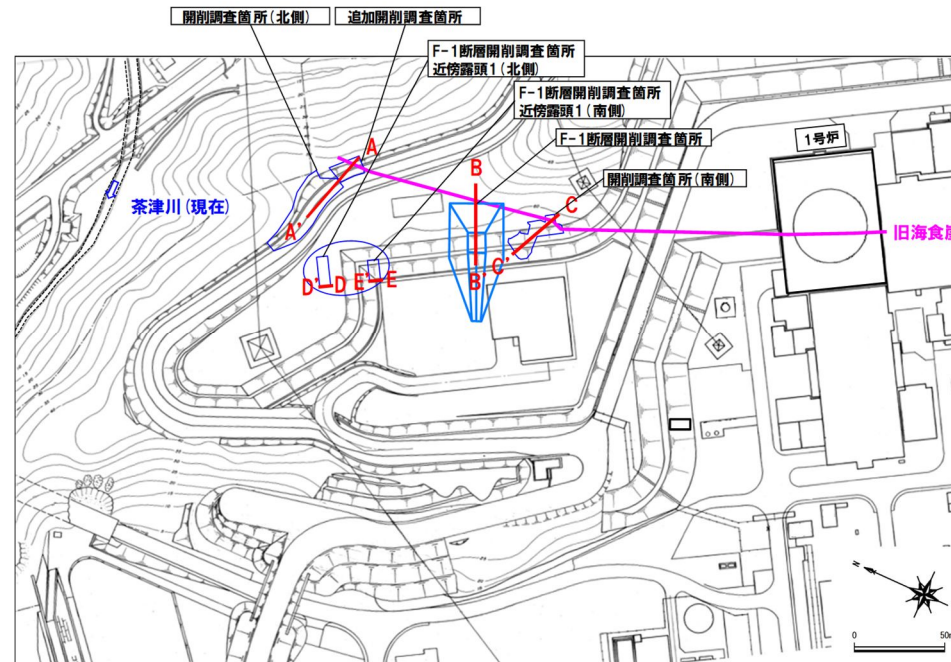 開削調査箇所(北側)
追加開削調査箇所
F-1断層開削調査箇所
近傍露頭1(北側)
F-1断層開削調査箇所
近傍露頭1(南側)
F-1断層開削調査箇所
開削調査箇所(南側)
1号炉
茶津川(現在)
旧海食崖
A
A'
B
B'
C
C'
D'
D
E'
E
N
0
50m